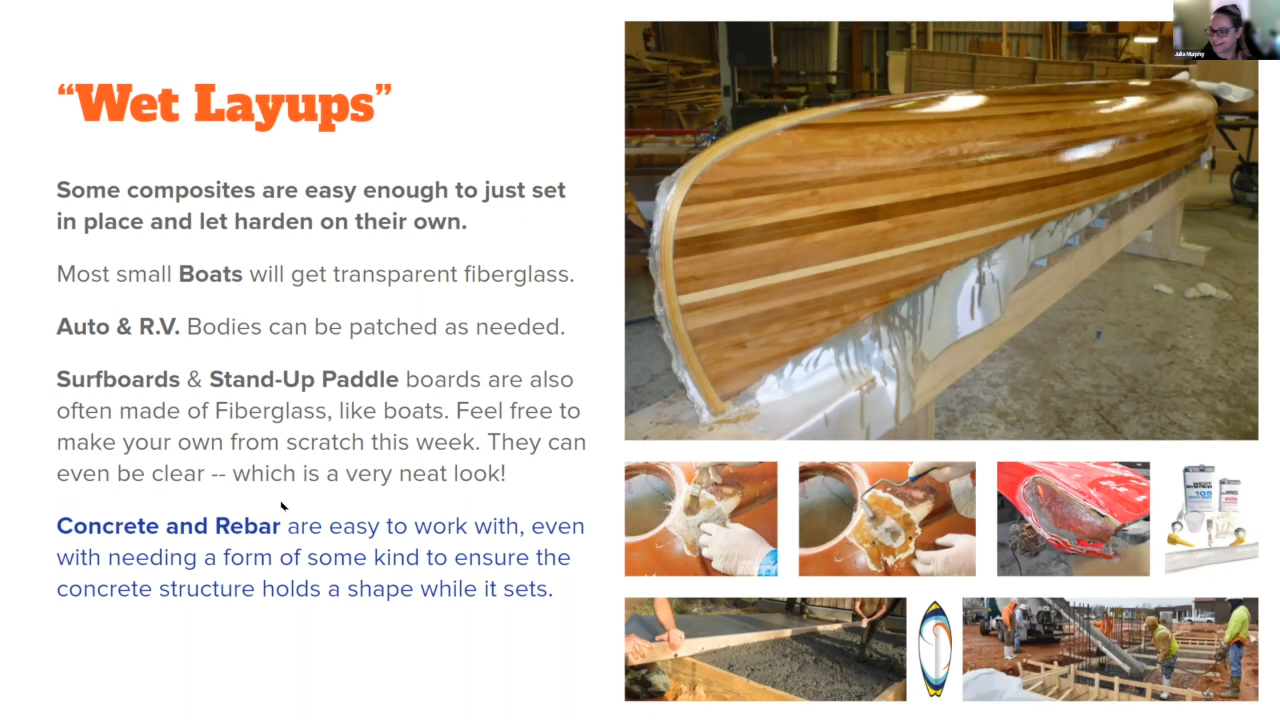 “Wet Layups”
Some composites are easy enough to just set
in place and let harden on their own.
Most small Boats will get transparent fiberglass.
Auto & R.V. Bodies can be patched as needed.
Surfboards & Stand-Up Paddle boards are also
often made of Fiberglass, like boats. Feel free to
make your own from scratch this week. They can
even be clear -- which is a very neat look!
Concrete and Rebar are easy to work with, even
with needing a form of some kind to ensure the
concrete structure holds a shape while it sets.
Julia Murphy
105